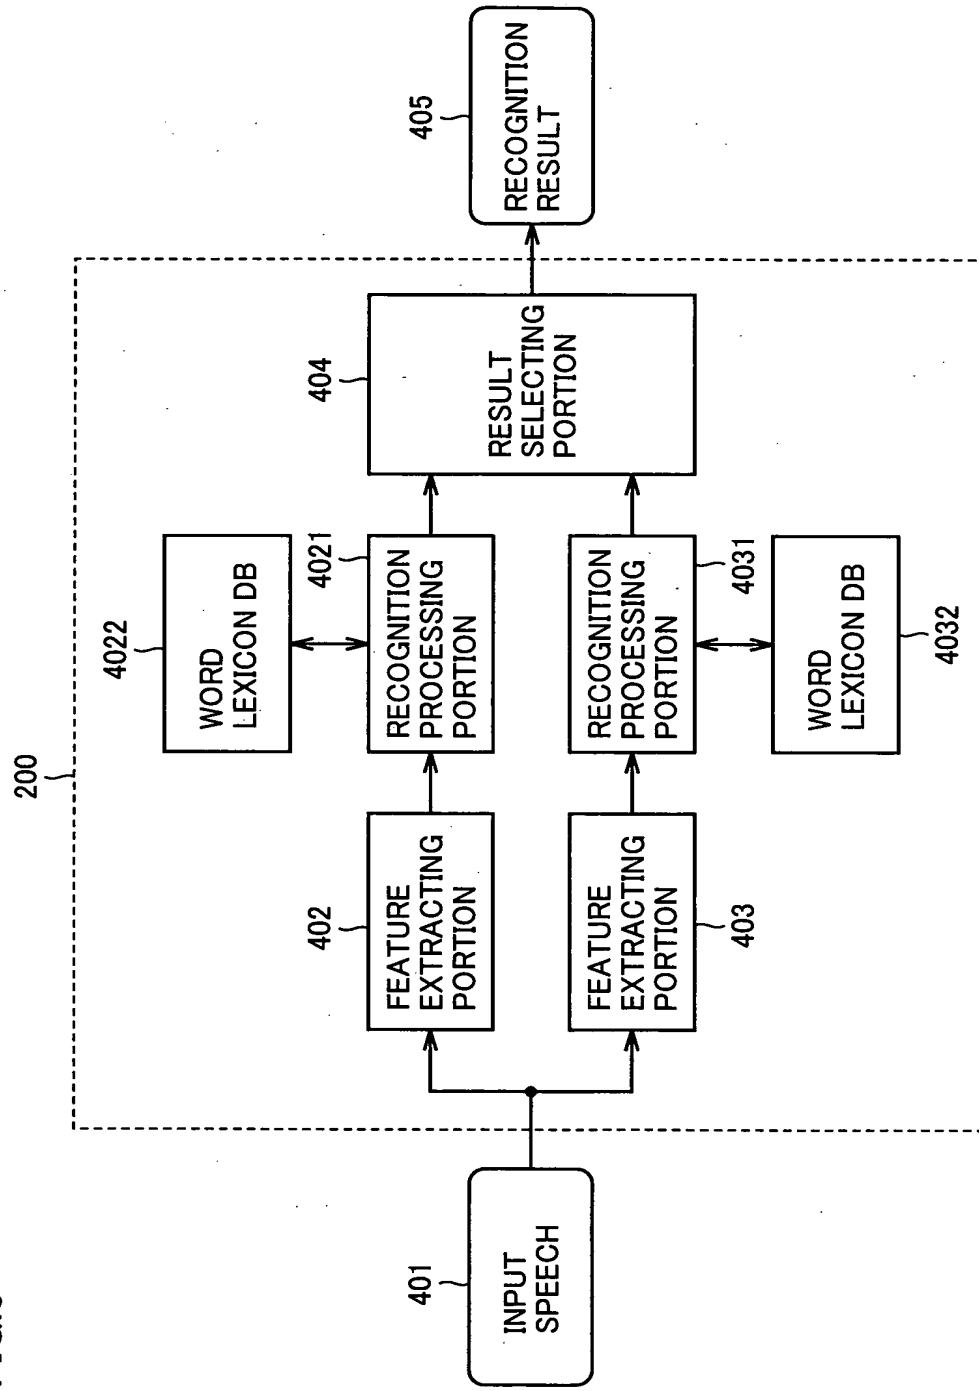 200
401
INPUT
SPEECH
402
FEATURE
EXTRACTING
PORTION
403
FEATURE
EXTRACTING
PORTION
4022
WORD
LEXICON DB
4021
RECOGNITION
PROCESSING
PORTION
4031
RECOGNITION
PROCESSING
PORTION
4032
WORD
LEXICON DB
404
RESULT
SELECTING
PORTION
405
RECOGNITION
RESULT